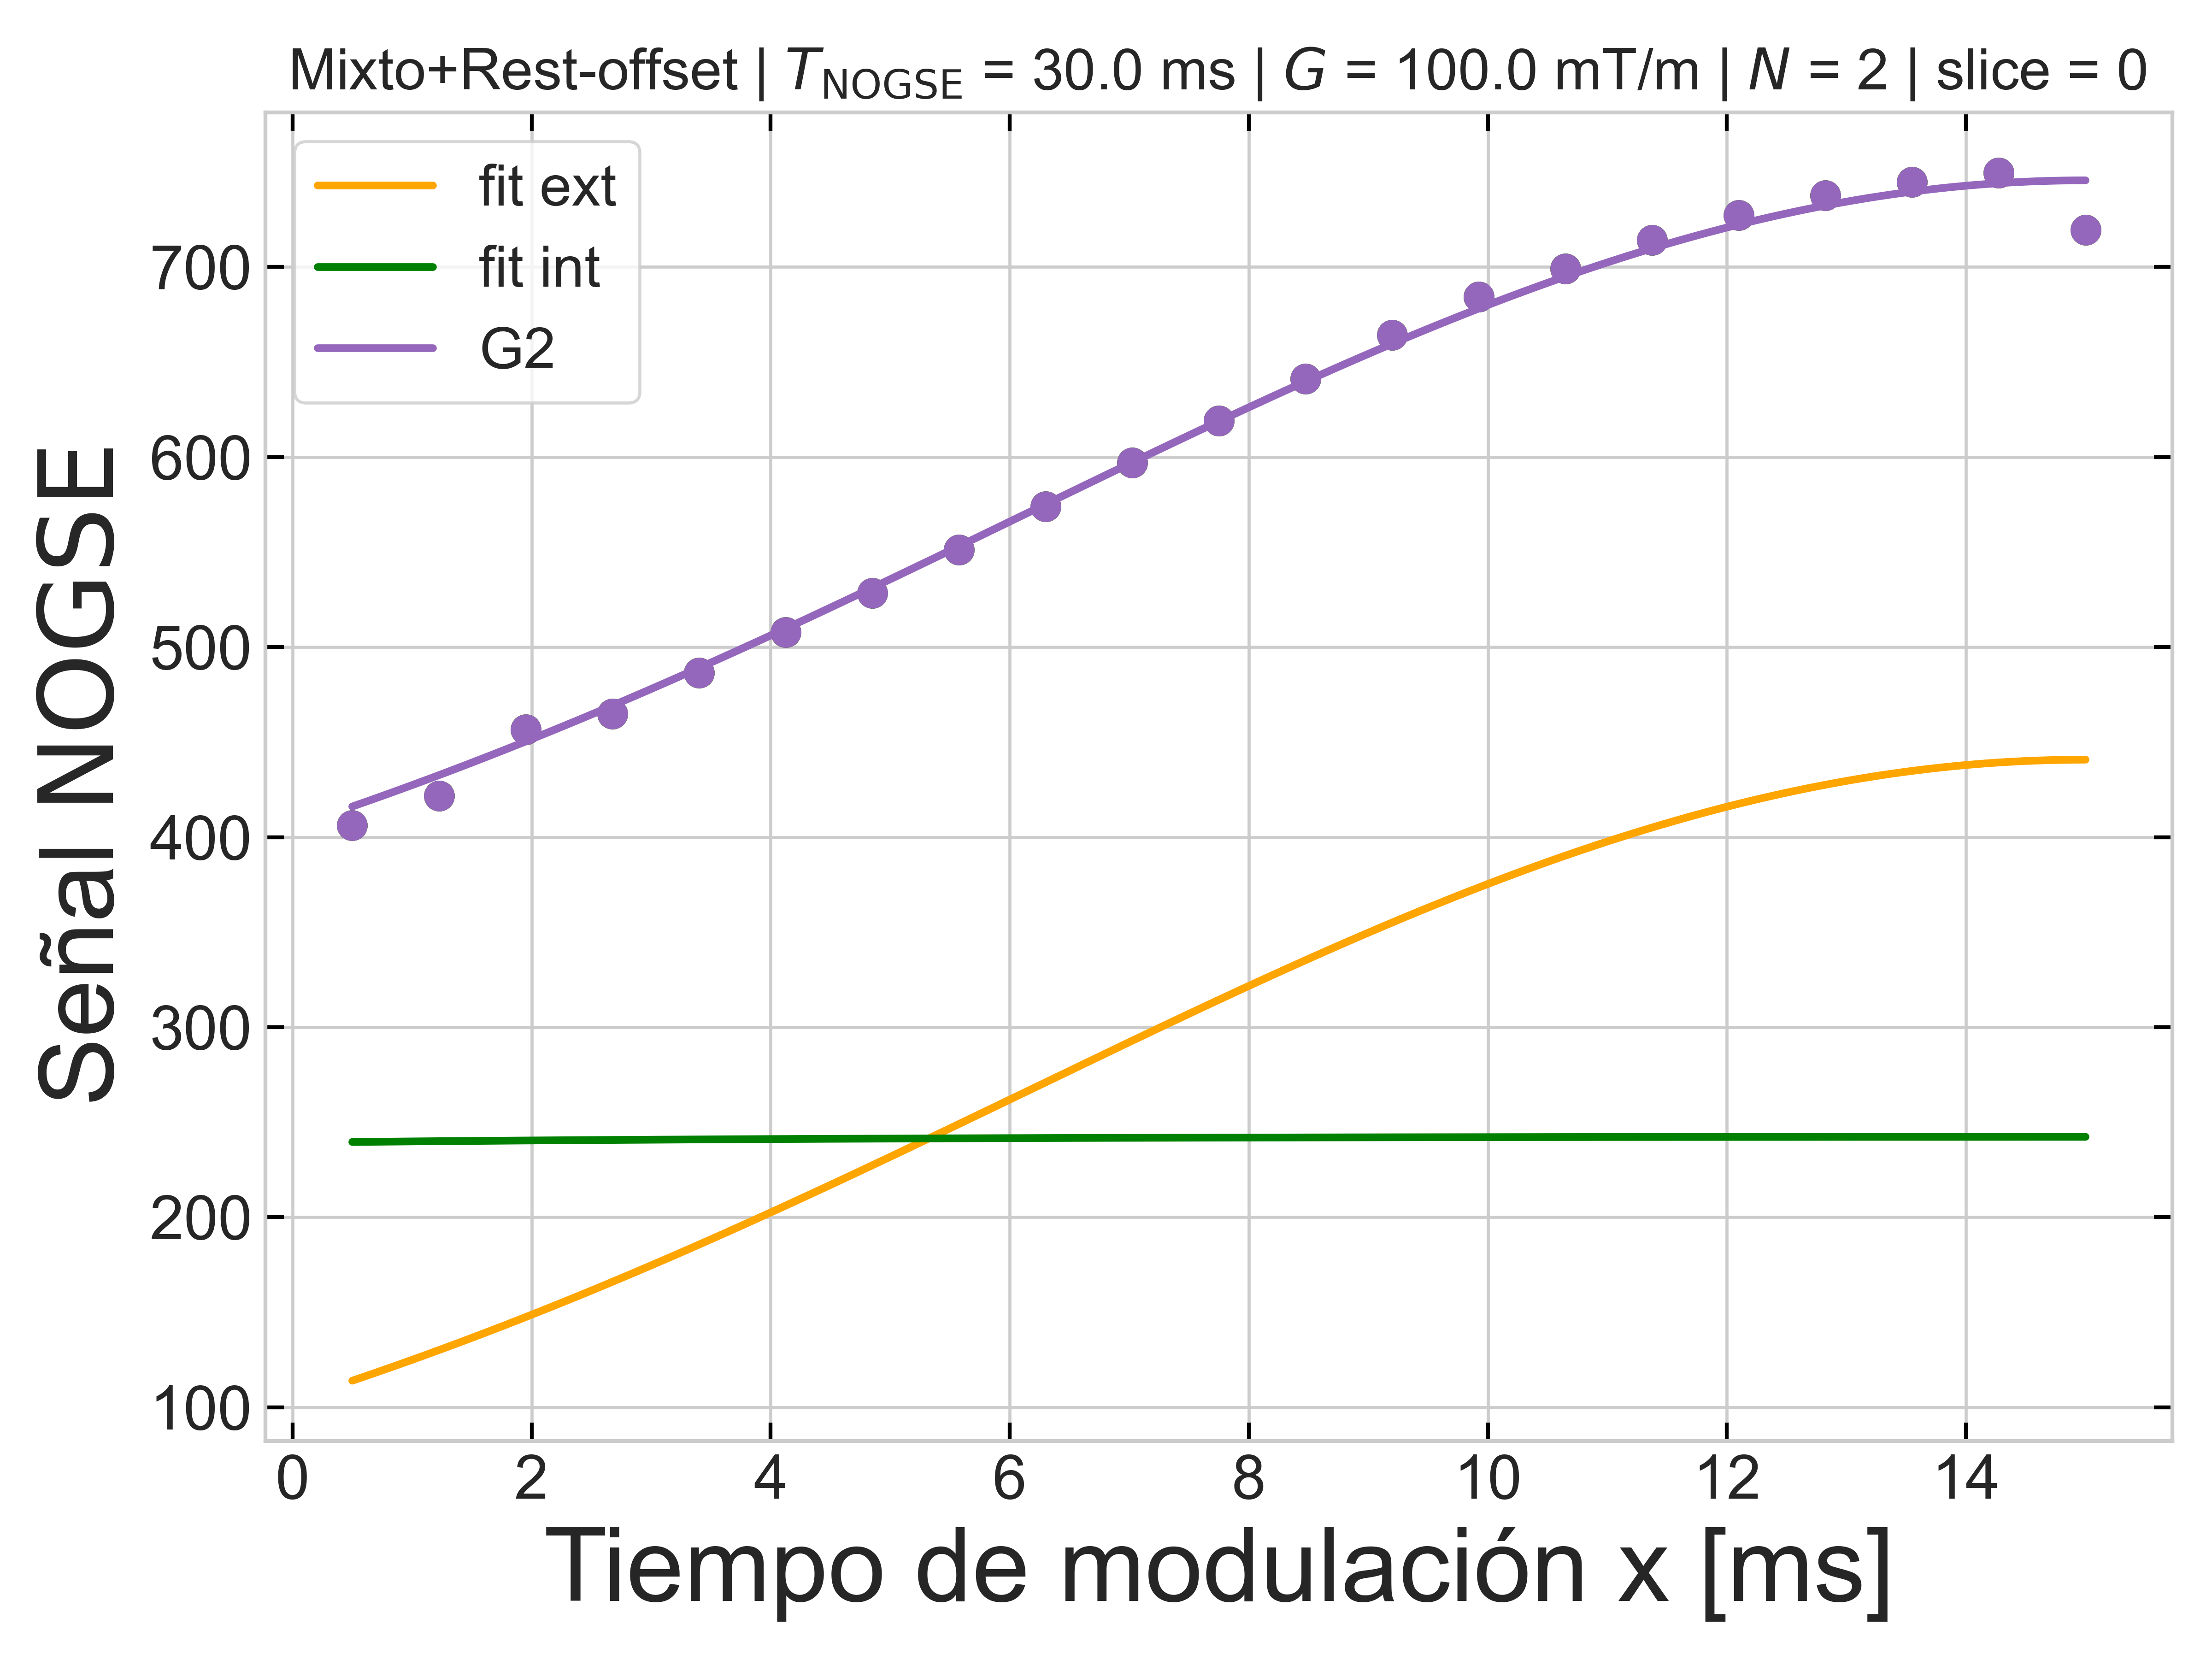 Mixto+Rest-offset | T_NOGSE = 30.0 ms | G = 100.0 mT/m | N = 2 | slice = 0
fit ext
fit int
G2
Señal NOGSE
700
600
500
400
300
200
100
0 2 4 6 8 10 12 14
Tiempo de modulación x [ms]